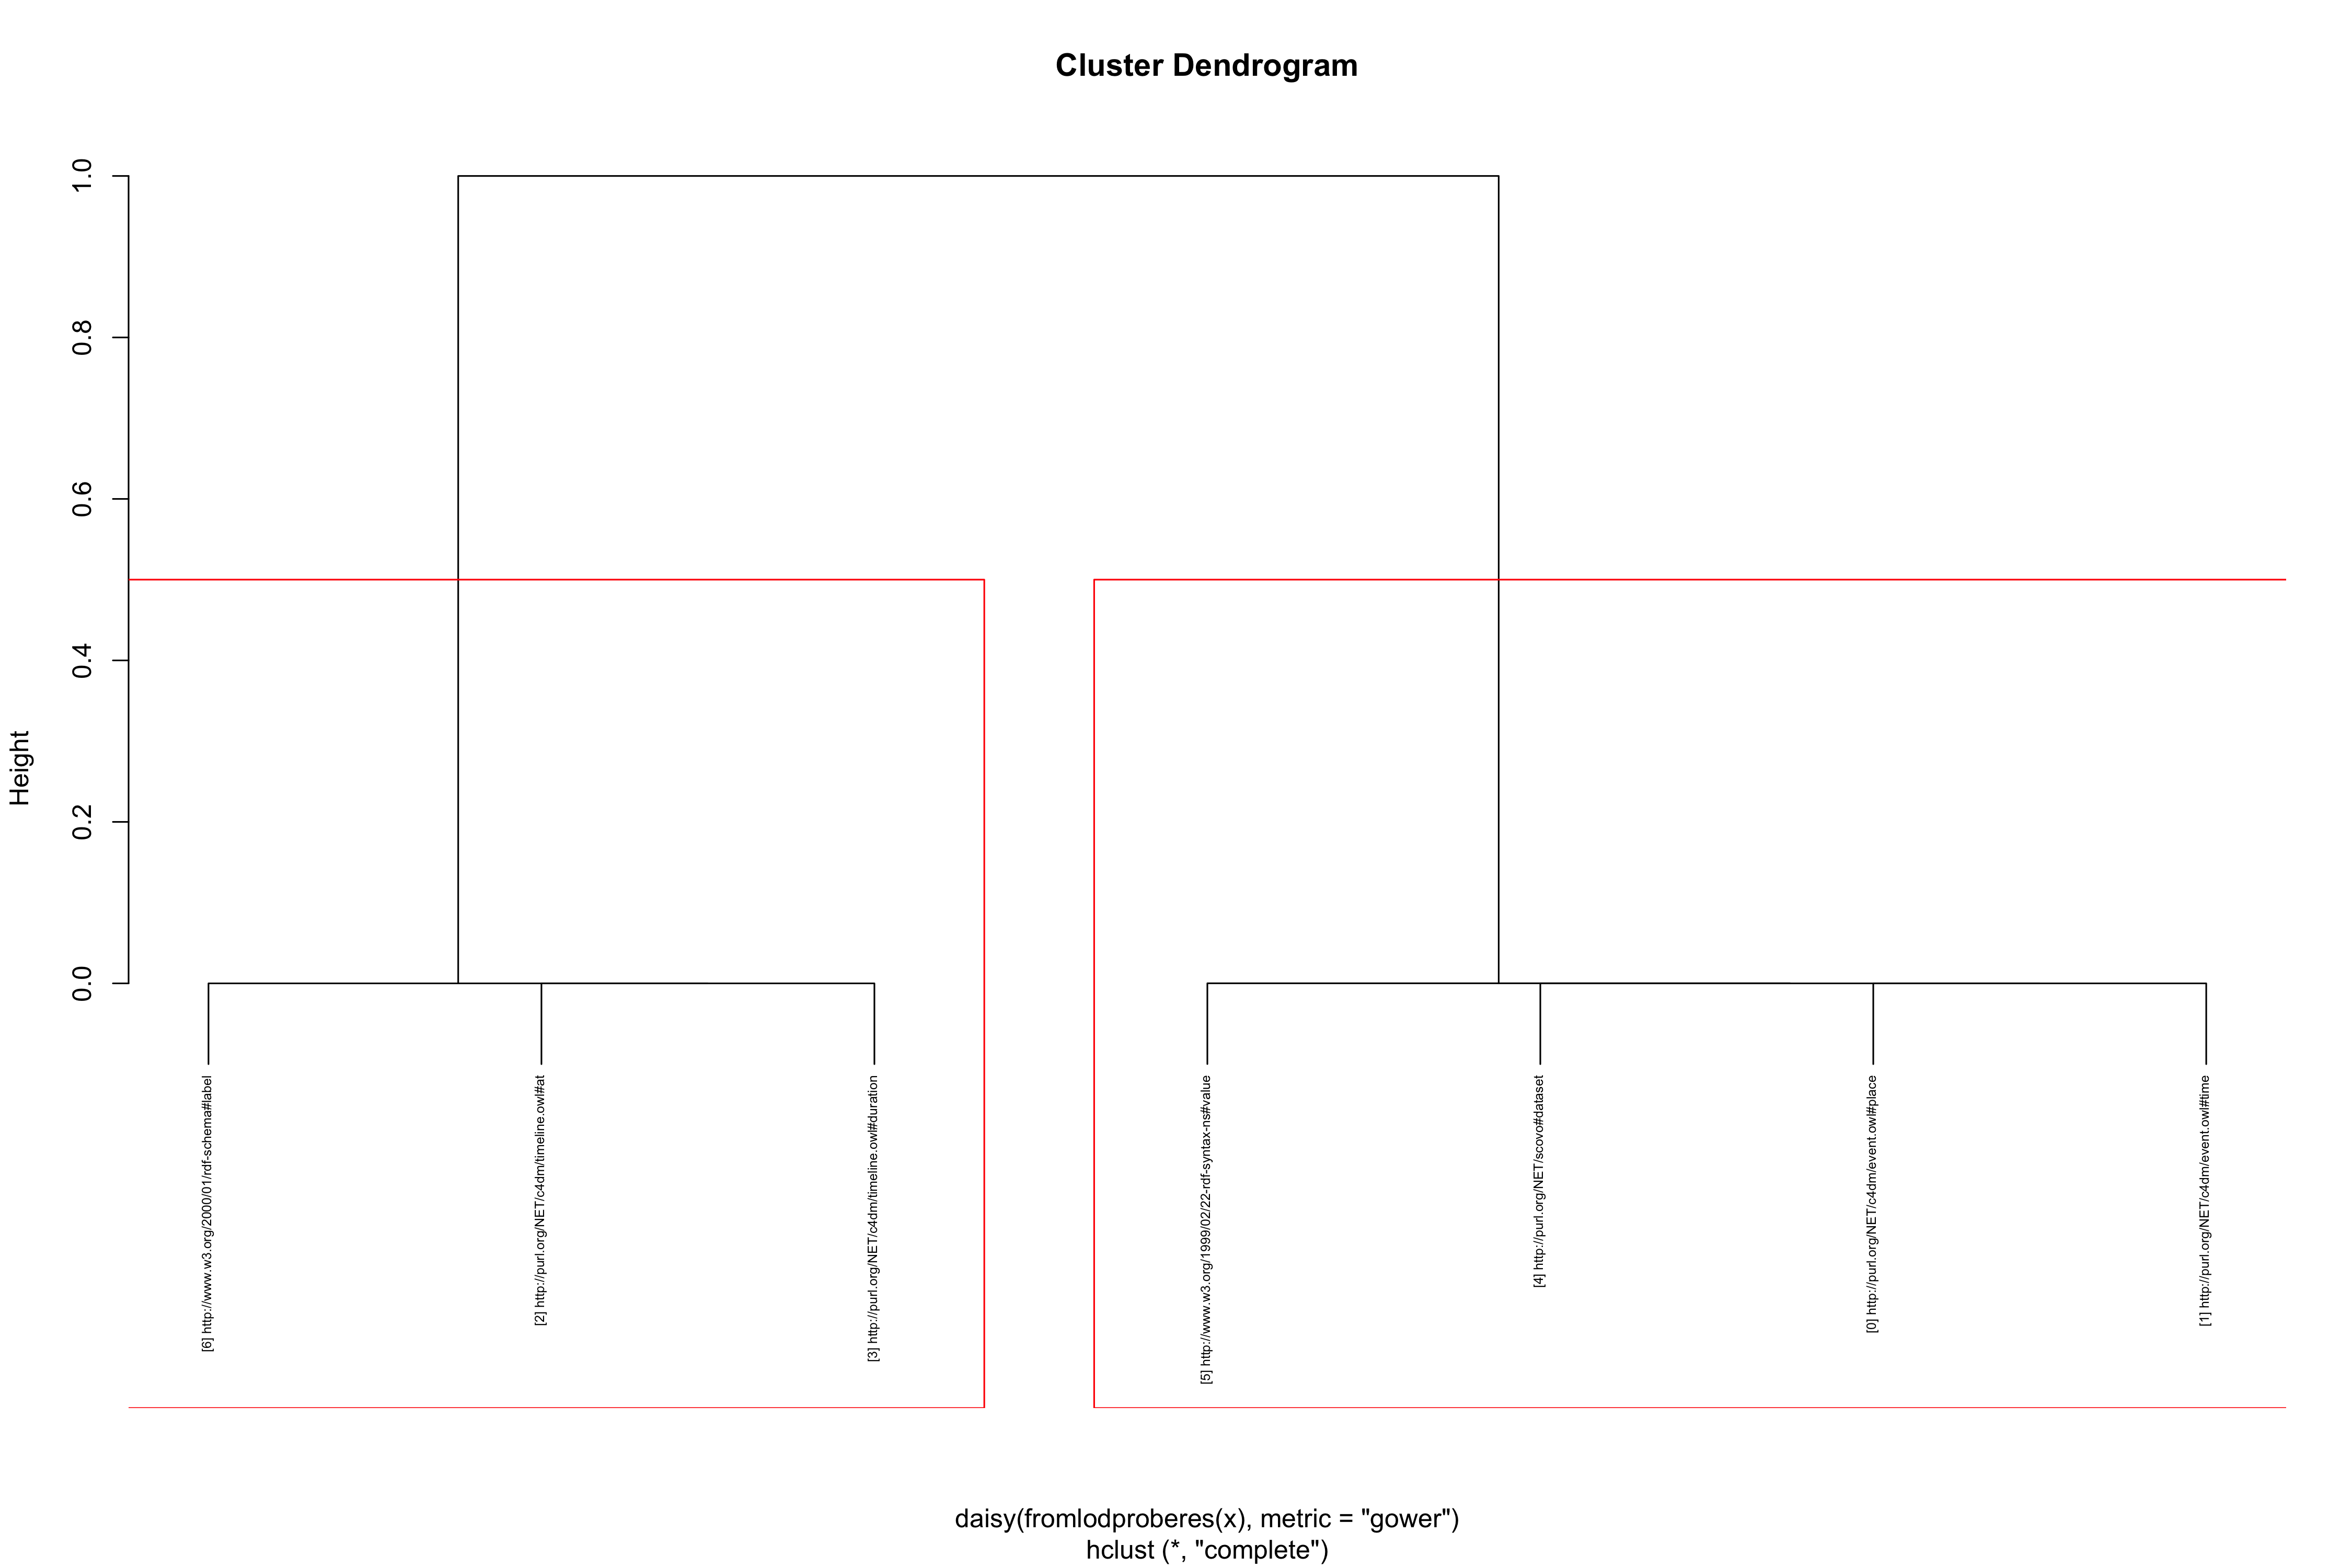 Cluster Dendrogram
1.0
0.8
0.6
0.4
0.2
0.0
Height
[6] http://www.w3.org/2000/01/rdf-schema#label
[2] http://purl.org/NET/c4dm/timeline.owl#at
[3] http://purl.org/NET/c4dm/timeline.owl#duration
[5] http://www.w3.org/1999/02/22-rdf-syntax-ns#value
[4] http://purl.org/NET/scovo#dataset
[0] http://purl.org/NET/c4dm/event.owl#place
[1] http://purl.org/NET/c4dm/event.owl#time
daisy(fromlodproberes(x), metric = "gower")
hclust (*, "complete")